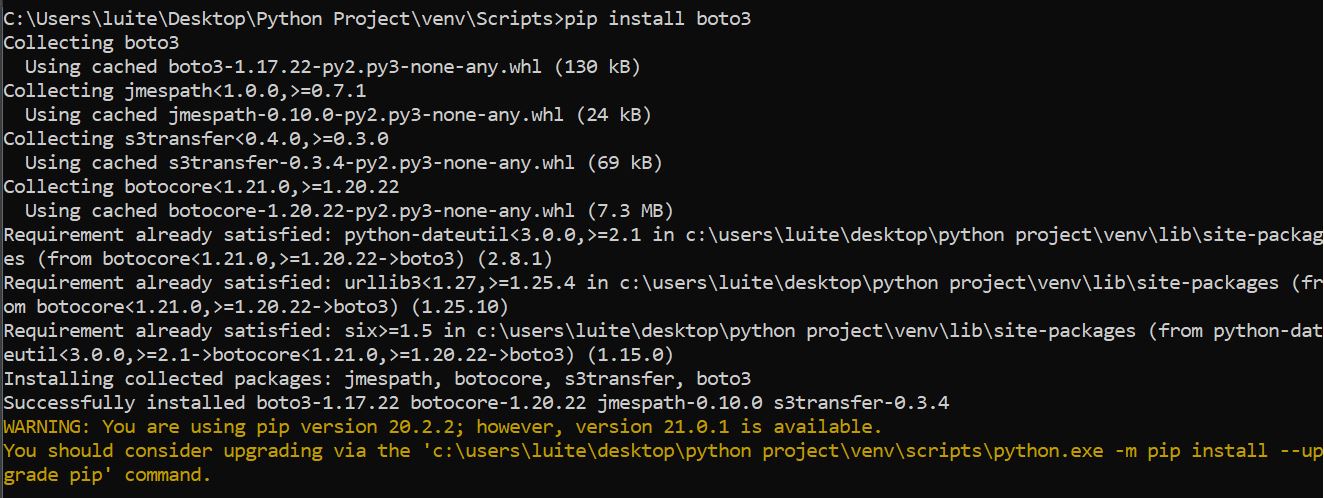 C:\Users\luite\Desktop\Python Project\venv\Scripts>pip install boto3
Collecting boto3
  Using cached boto3-1.17.22-py2.py3-none-any.whl (130 kB)
Collecting jmespath<1.0.0,>=0.7.1
  Using cached jmespath-0.10.0-py2.py3-none-any.whl (24 kB)
Collecting s3transfer<0.4.0,>=0.3.0
  Using cached s3transfer-0.3.4-py2.py3-none-any.whl (69 kB)
Collecting botocore<1.21.0,>=1.20.22
  Using cached botocore-1.20.22-py2.py3-none-any.whl (7.3 MB)
Requirement already satisfied: python-dateutil<3.0.0,>=2.1 in c:\users\luite\desktop\python project\venv\lib\site-packag
es (from botocore<1.21.0,>=1.20.22->boto3) (2.8.1)
Requirement already satisfied: urllib3<1.27,>=1.25.4 in c:\users\luite\desktop\python project\venv\lib\site-packages (fr
om botocore<1.21.0,>=1.20.22->boto3) (1.25.10)
Requirement already satisfied: six>=1.5 in c:\users\luite\desktop\python project\venv\lib\site-packages (from python-dat
eutil<3.0.0,>=2.1->botocore<1.21.0,>=1.20.22->boto3) (1.15.0)
Installing collected packages: jmespath, botocore, s3transfer, boto3
Successfully installed boto3-1.17.22 botocore-1.20.22 jmespath-0.10.0 s3transfer-0.3.4
WARNING: You are using pip version 20.2.2; however, version 21.0.1 is available.
You should consider upgrading via the 'c:\users\luite\desktop\python project\venv\scripts\python.exe -m pip install --up
grade pip' command.